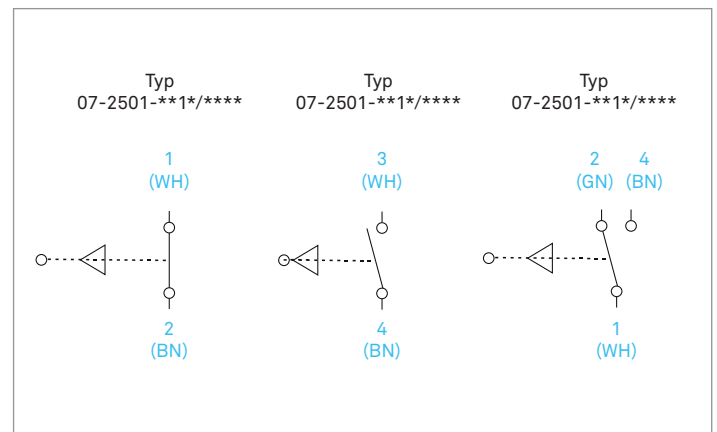 Typ
07-2501-**1*/****
1
(WH)
2
(BN)
Typ
07-2501-**1*/****
3
(WH)
4
(BN)
Typ
07-2501-**1*/****
2 4
(GN) (BN)
1
(WH)